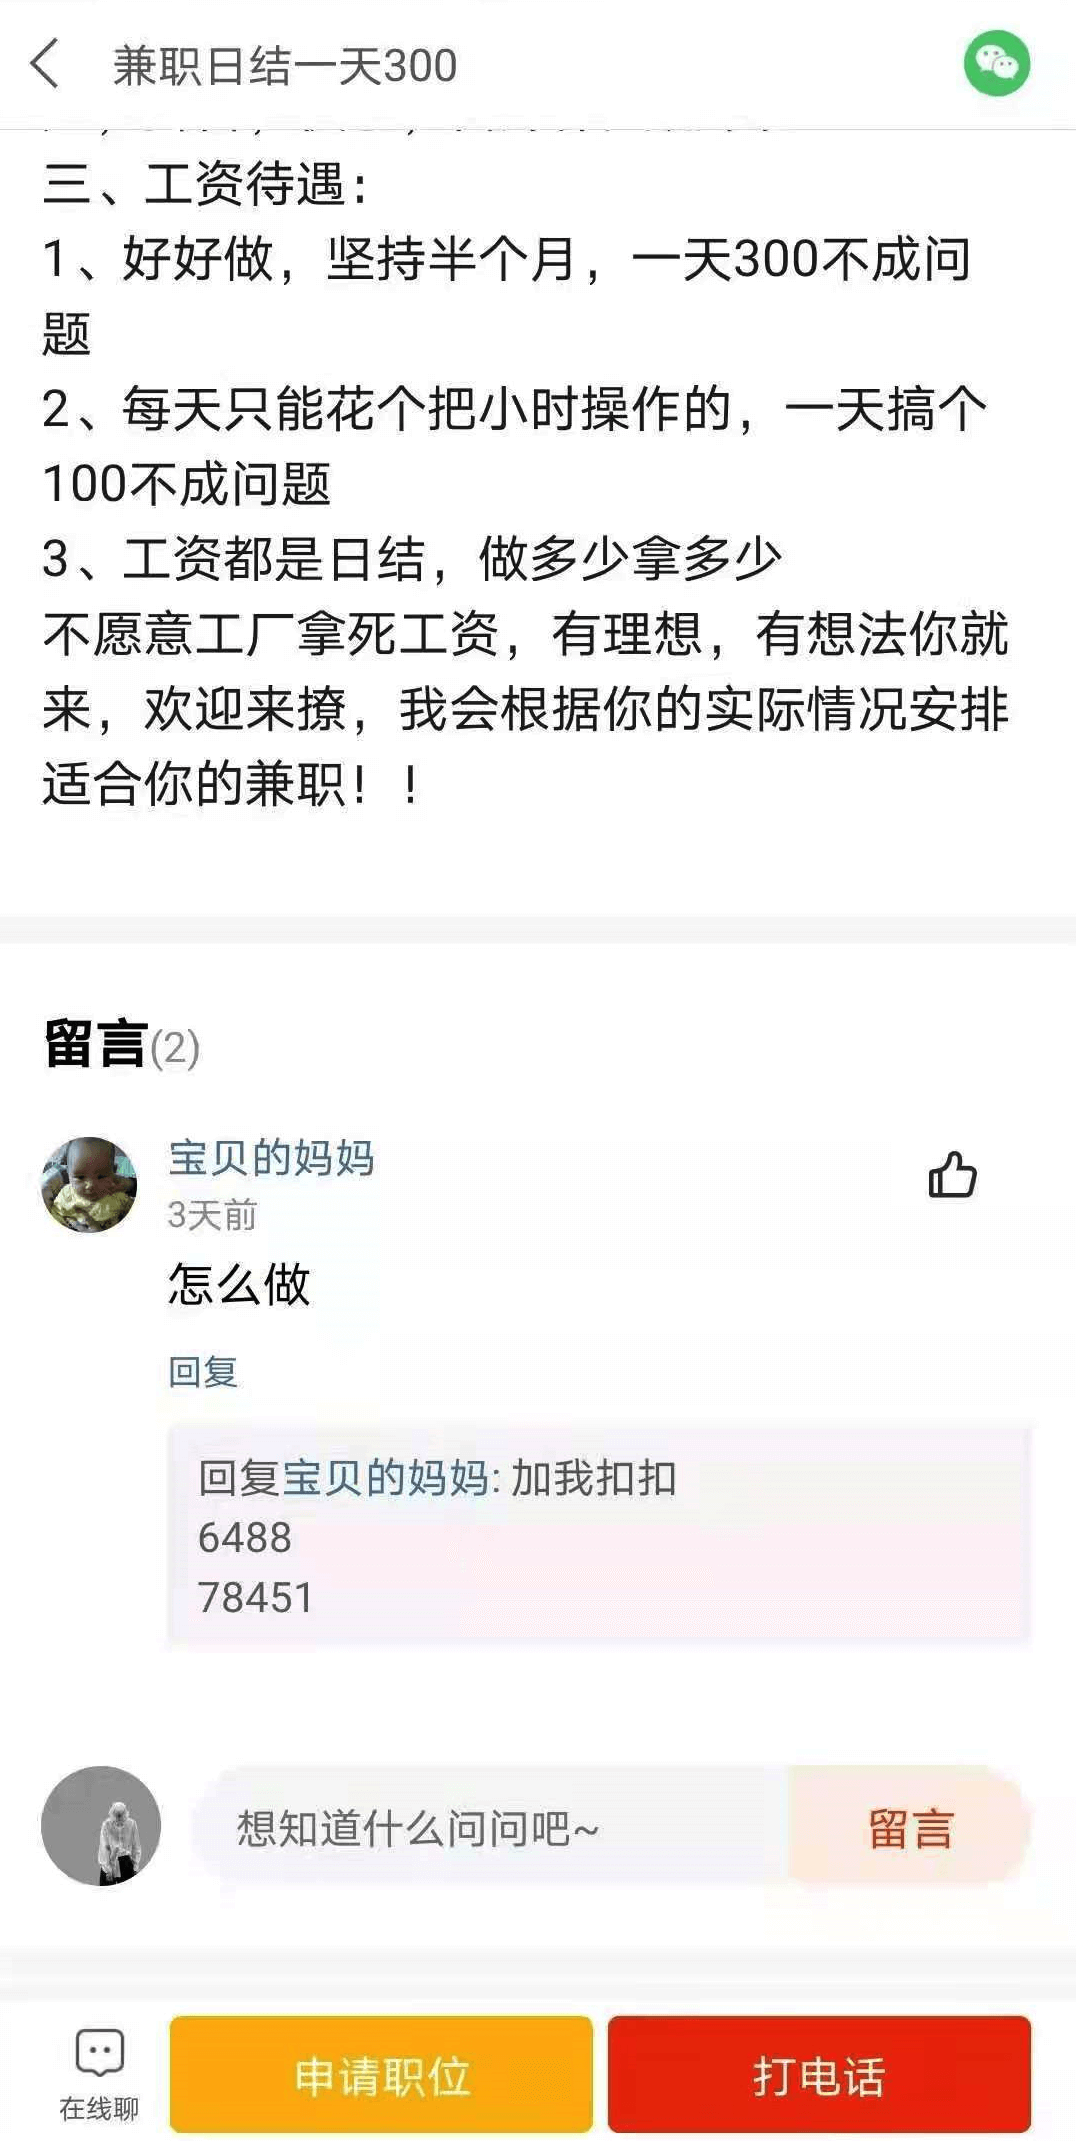 兼职日结一天300
三、工资待遇：
1、好好做，坚持半个月，一天300不成问
题
2、每天只能花个把小时操作的，一天搞个
100不成问题
3、工资都是日结，做多少拿多少
不愿意工厂拿死工资，有理想，有想法你就
来，欢迎来撩，我会根据你的实际情况安排
适合你的兼职！！
留言(2)
宝贝的妈妈
3天前
怎么做
回复
回复宝贝的妈妈: 加我扣扣
6488
78451
想知道什么问问吧~
留言
在线聊
申请职位
打电话